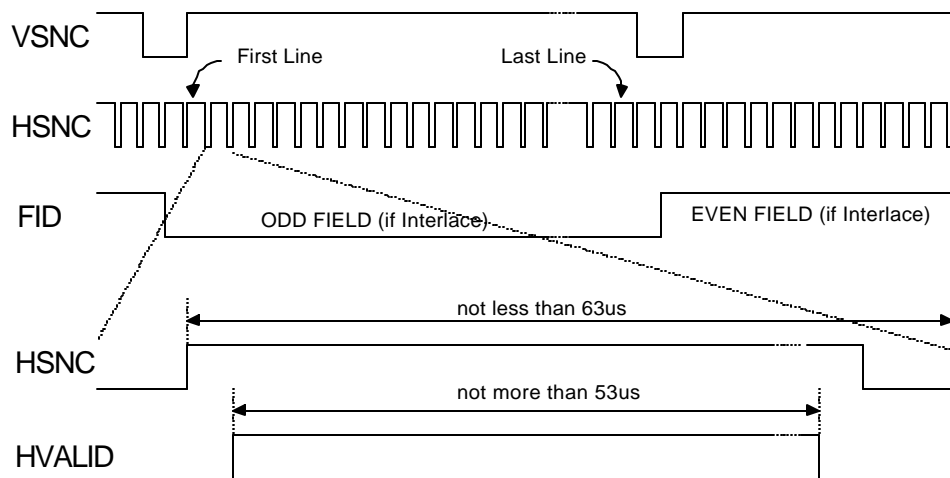 VSNC
First Line
Last Line
HSNC
FID
ODD FIELD (if Interlace)
EVEN FIELD (if Interlace)
not less than 63us
HSNC
not more than 53us
HVALID